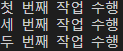 첫 번째 작업 수행
세 번째 작업 수행
두 번째 작업 수행